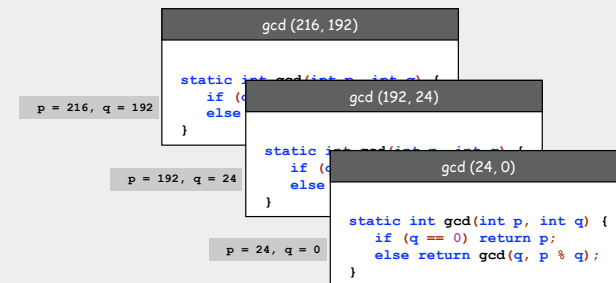 gcd (216, 192)
static int gcd(int p, int q) {
if (
else
}
p = 216, q = 192
gcd (192, 24)
static int gcd(int p, int q) {
if (
else
}
p = 192, q = 24
gcd (24, 0)
static int gcd(int p, int q) {
if (q == 0) return p;
else return gcd(q, p % q);
}
p = 24, q = 0